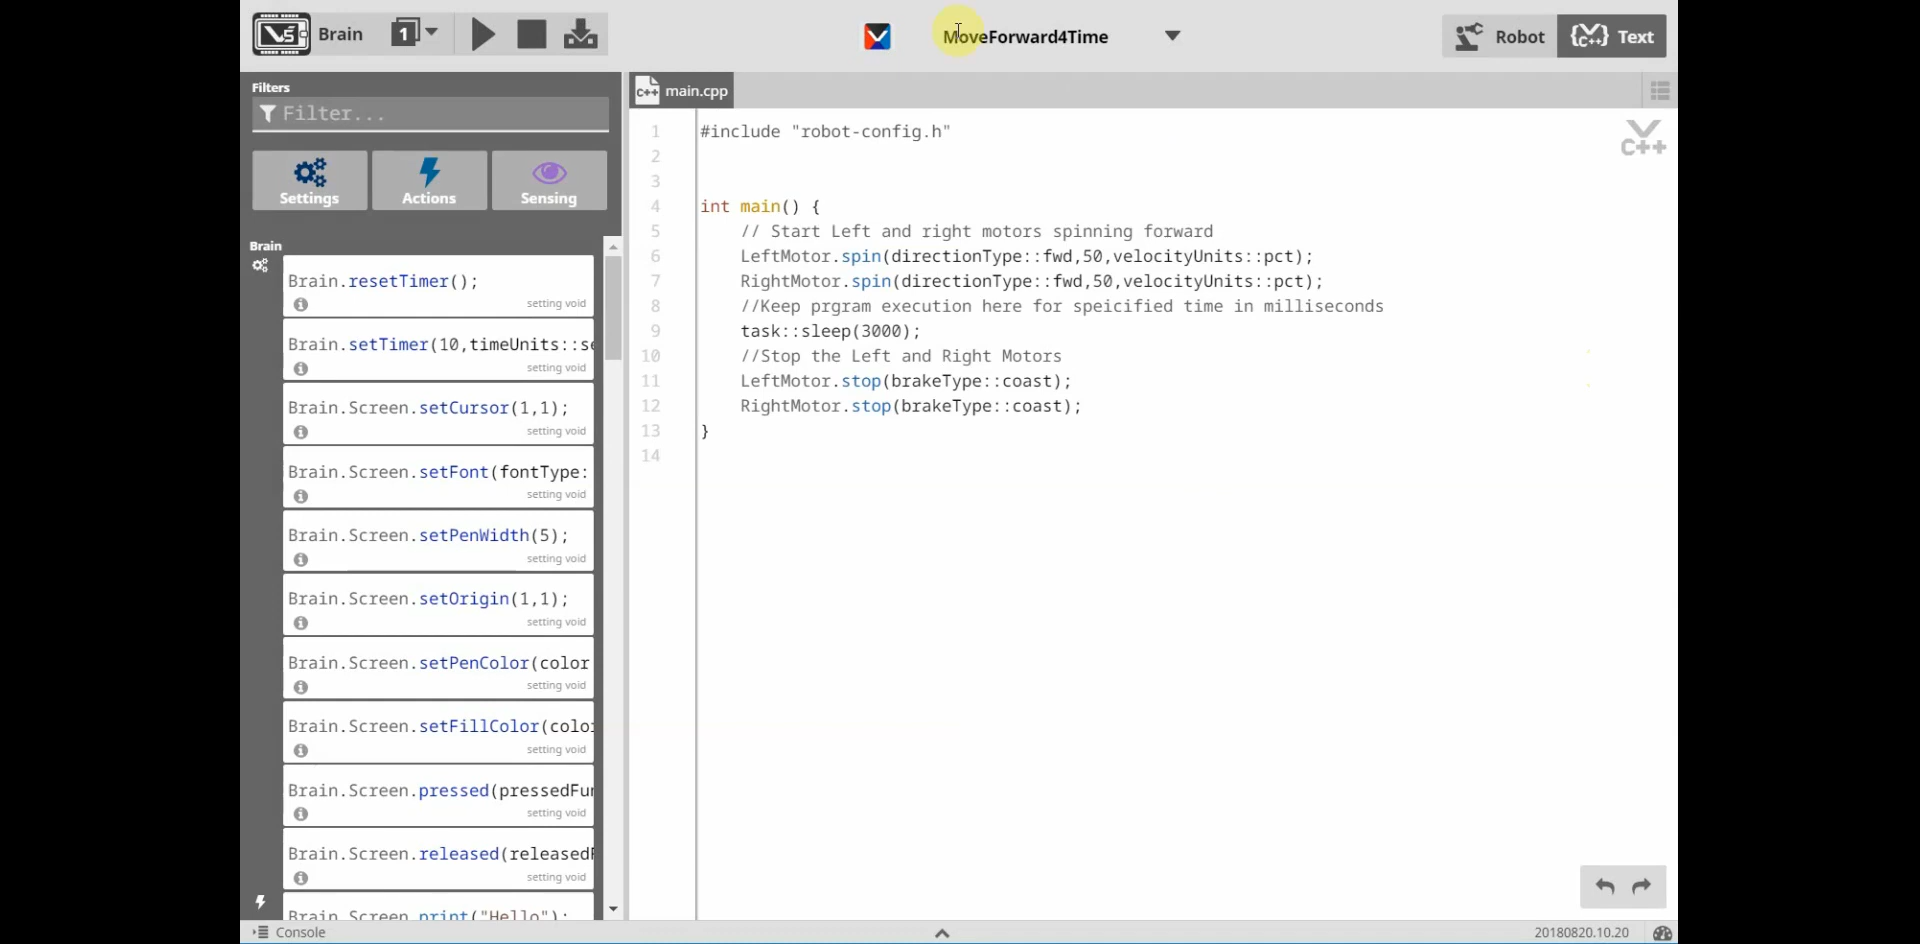 V5 Brain 1 MoveForward4Time Robot Text
Filters
Filter...
Settings Actions Sensing
Brain
Brain.resetTimer();
setting void
Brain.setTimer(10,timeUnits::se
setting void
Brain.Screen.setCursor(1,1);
setting void
Brain.Screen.setFont(fontType:
setting void
Brain.Screen.setPenWidth(5);
setting void
Brain.Screen.setOrigin(1,1);
setting void
Brain.Screen.setPenColor(color
setting void
Brain.Screen.setFillColor(colo
setting void
Brain.Screen.pressed(pressedFu
setting void
Brain.Screen.released(released
setting void
Brain.Screen.print("Hello");
C++ main.cpp
C++
1 #include "robot-config.h"
2
3
4 int main() {
5 // Start Left and right motors spinning forward
6 LeftMotor.spin(directionType::fwd,50,velocityUnits::pct);
7 RightMotor.spin(directionType::fwd,50,velocityUnits::pct);
8 //Keep prgram execution here for speicified time in milliseconds
9 task::sleep(3000);
10 //Stop the Left and Right Motors
11 LeftMotor.stop(brakeType::coast);
12 RightMotor.stop(brakeType::coast);
13 }
14
Console 20180820.10.20